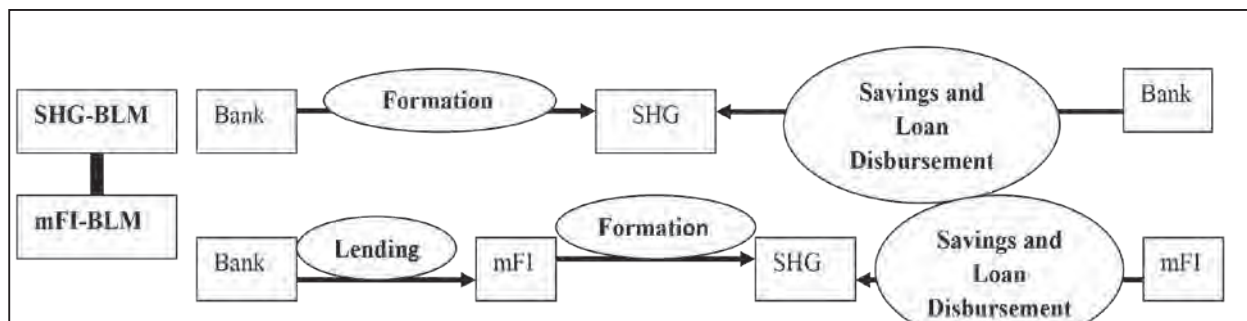 SHG-BLM
Bank
Formation
SHG
Savings and
Loan
Disbursement
Bank
mFI-BLM
Bank
Lending
mFI
Formation
SHG
Savings and
Loan
Disbursement
mFI